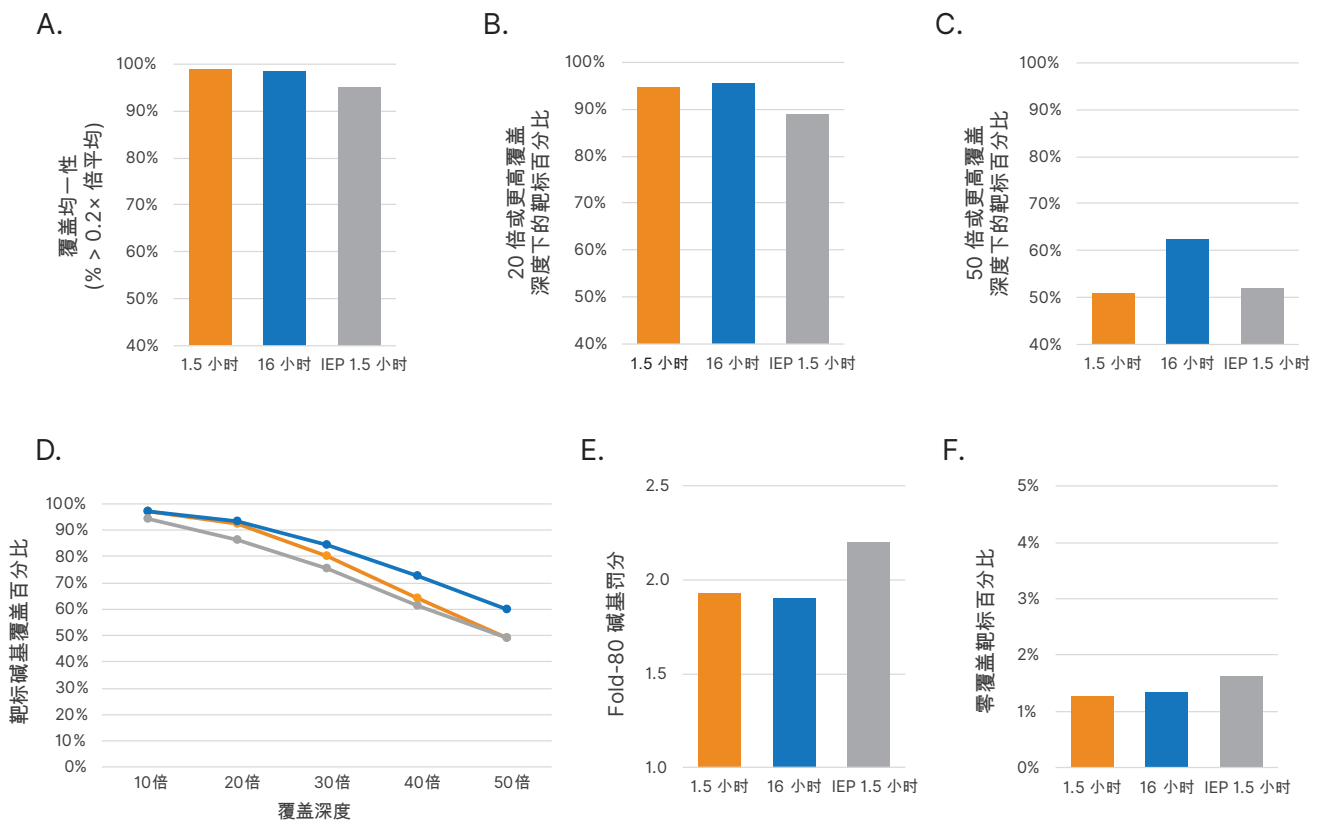 A.
覆盖均一性
(% > 0.2× 倍平均)
100%
90%
80%
70%
60%
50%
40%
1.5 小时
16 小时
IEP 1.5 小时
B.
20 倍或更高覆盖
深度下的靶标百分比
100%
90%
80%
70%
60%
50%
40%
1.5 小时
16 小时
IEP 1.5 小时
C.
50 倍或更高覆盖
深度下的靶标百分比
100%
90%
80%
70%
60%
50%
40%
1.5 小时
16 小时
IEP 1.5 小时
D.
靶标碱基覆盖百分比
100%
90%
80%
70%
60%
50%
40%
30%
20%
10%
0%
10倍
20倍
30倍
40倍
50倍
覆盖深度
E.
Fold-80 碱基罚分
2.5
2.0
1.5
1.0
1.5 小时
16 小时
IEP 1.5 小时
F.
零覆盖靶标百分比
5%
4%
3%
2%
1%
0%
1.5 小时
16 小时
IEP 1.5 小时